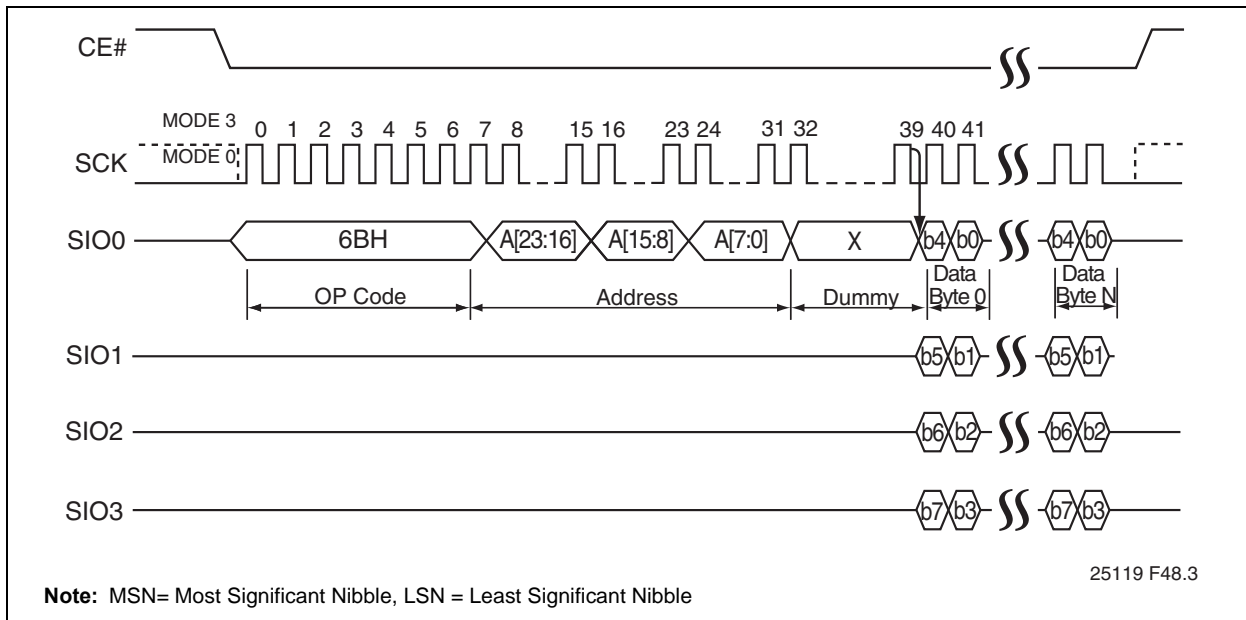 CE#
MODE 3
0 1 2 3 4 5 6 7 8 15 16 23 24 31 32 39 40 41
SCK
MODE 0
SIO0
6BH
A[23:16]
A[15:8]
A[7:0]
X
b4 b0
b4 b0
OP Code
Address
Dummy
Data
Byte 0
Data
Byte N
SIO1
b5 b1
b5 b1
SIO2
b6 b2
b6 b2
SIO3
b7 b3
b7 b3
25119 F48.3
Note: MSN= Most Significant Nibble, LSN = Least Significant Nibble